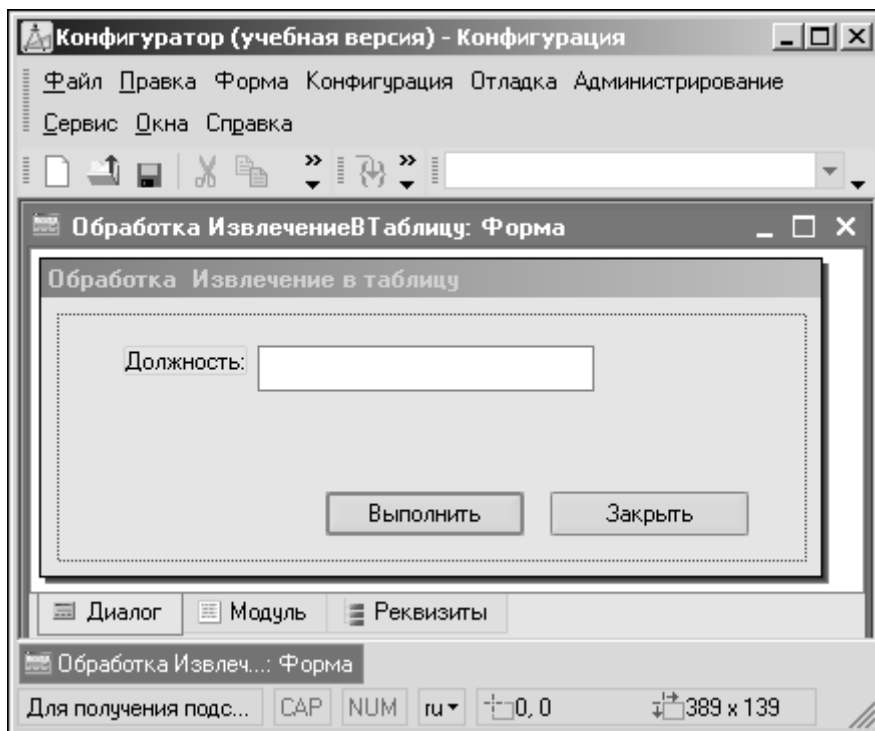 Конфигуратор (учебная версия) - Конфигурация
Файл Правка Форма Конфигурация Отладка Администрирование
Сервис Окна Справка
Обработка ИзвлечениеВТаблицу: Форма
Обработка Извлечение в таблицу
Должность:
Выполнить Закрыть
Диалог Модуль Реквизиты
Обработка Извлеч...: Форма
Для получения подс... CAP NUM ru 0, 0 389 x 139